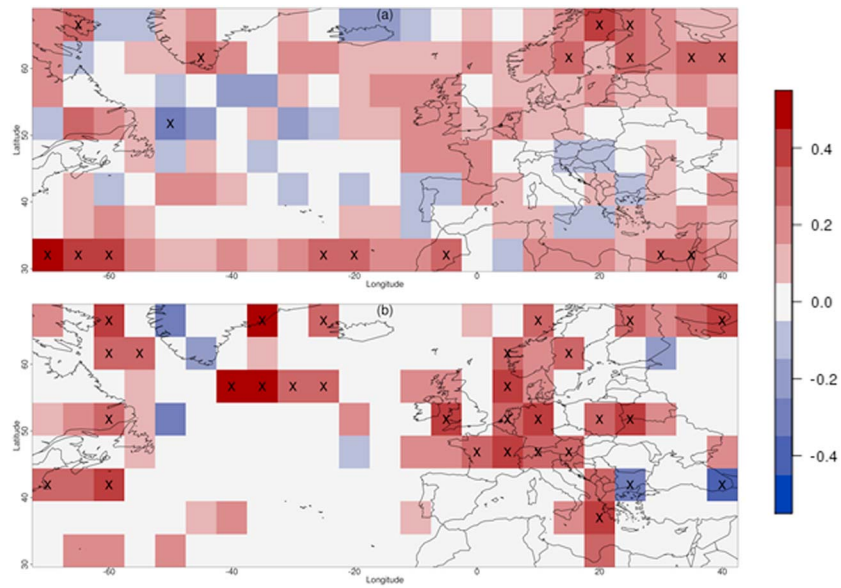 (a)
X X X
X X X X X
60
X
50
Latitude
40
X X X X X X X X
30
-60 -40 -20 0 20 40
Longitude
(b)
X X X X X X
X X X X
60
X X X X X
X X X X X X
50
Latitude
X X X X
X X X X
40
X
30
-60 -40 -20 0 20 40
Longitude
0.4
0.2
0.0
-0.2
-0.4